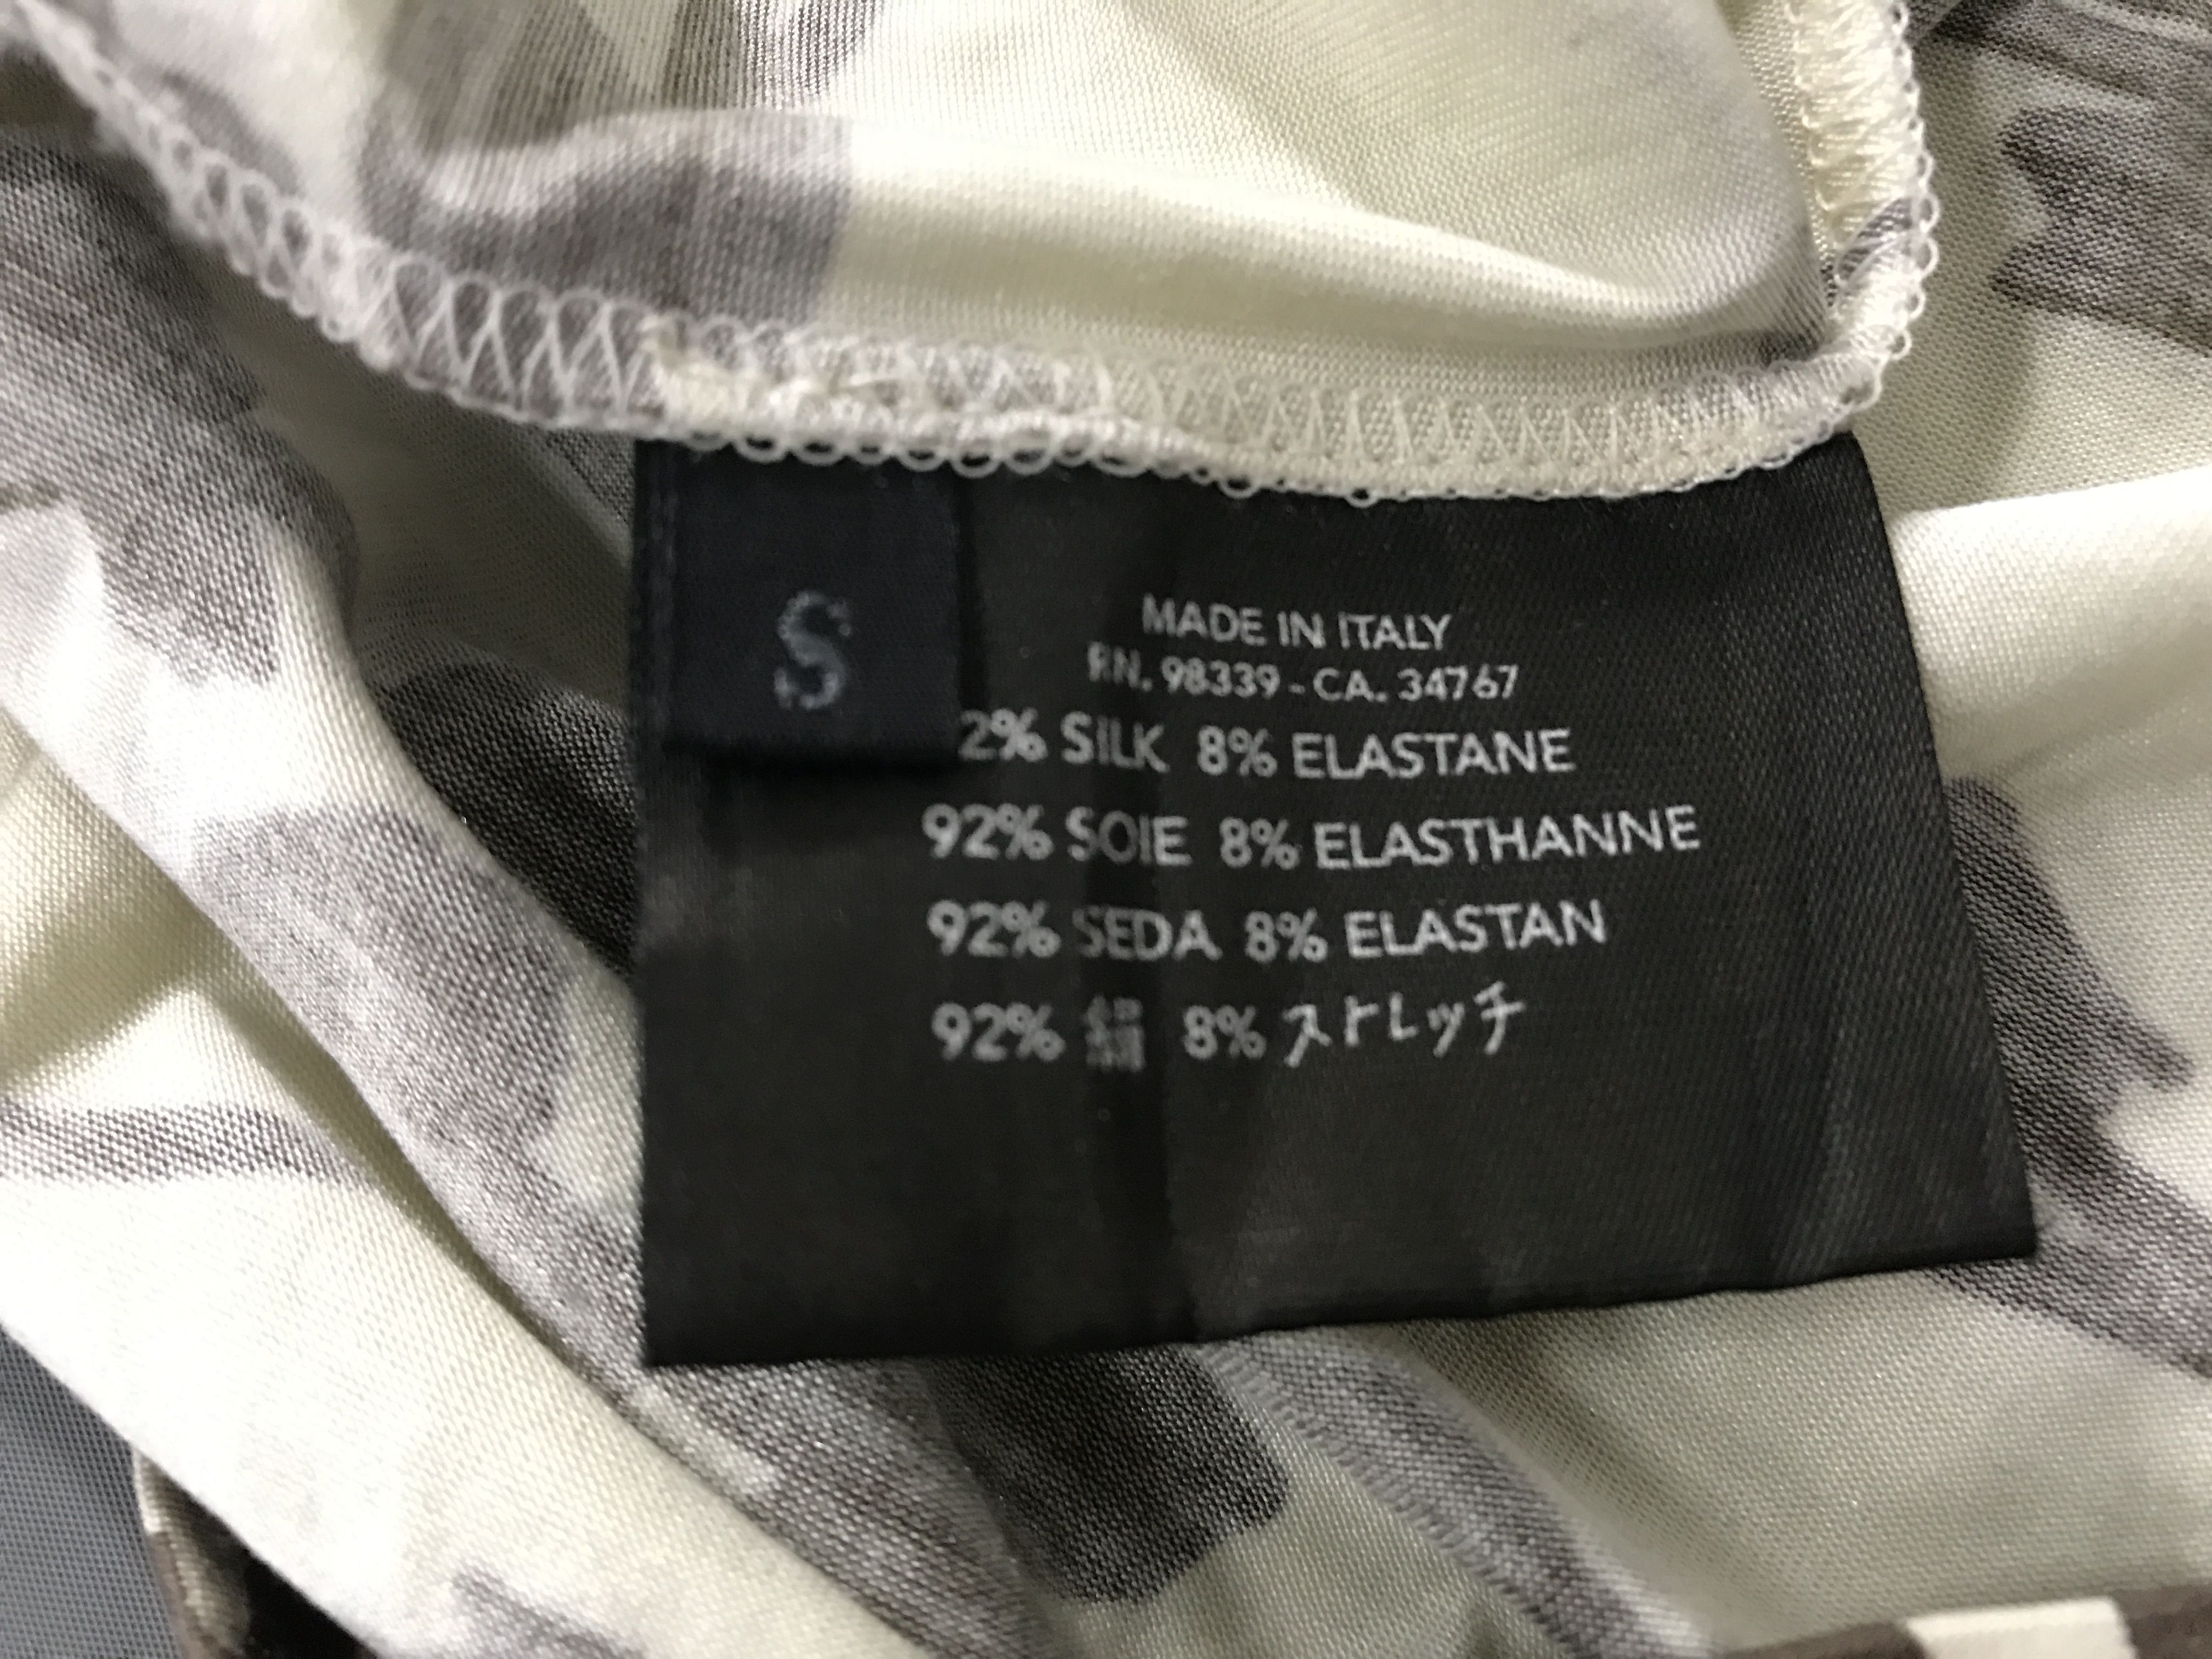 S
MADE IN ITALY
RN. 98339 - CA. 34767
2% SILK 8% ELASTANE
92% SOIE 8% ELASTHANNE
92% SEDA 8% ELASTAN
92% 絹 8% ストレッチ